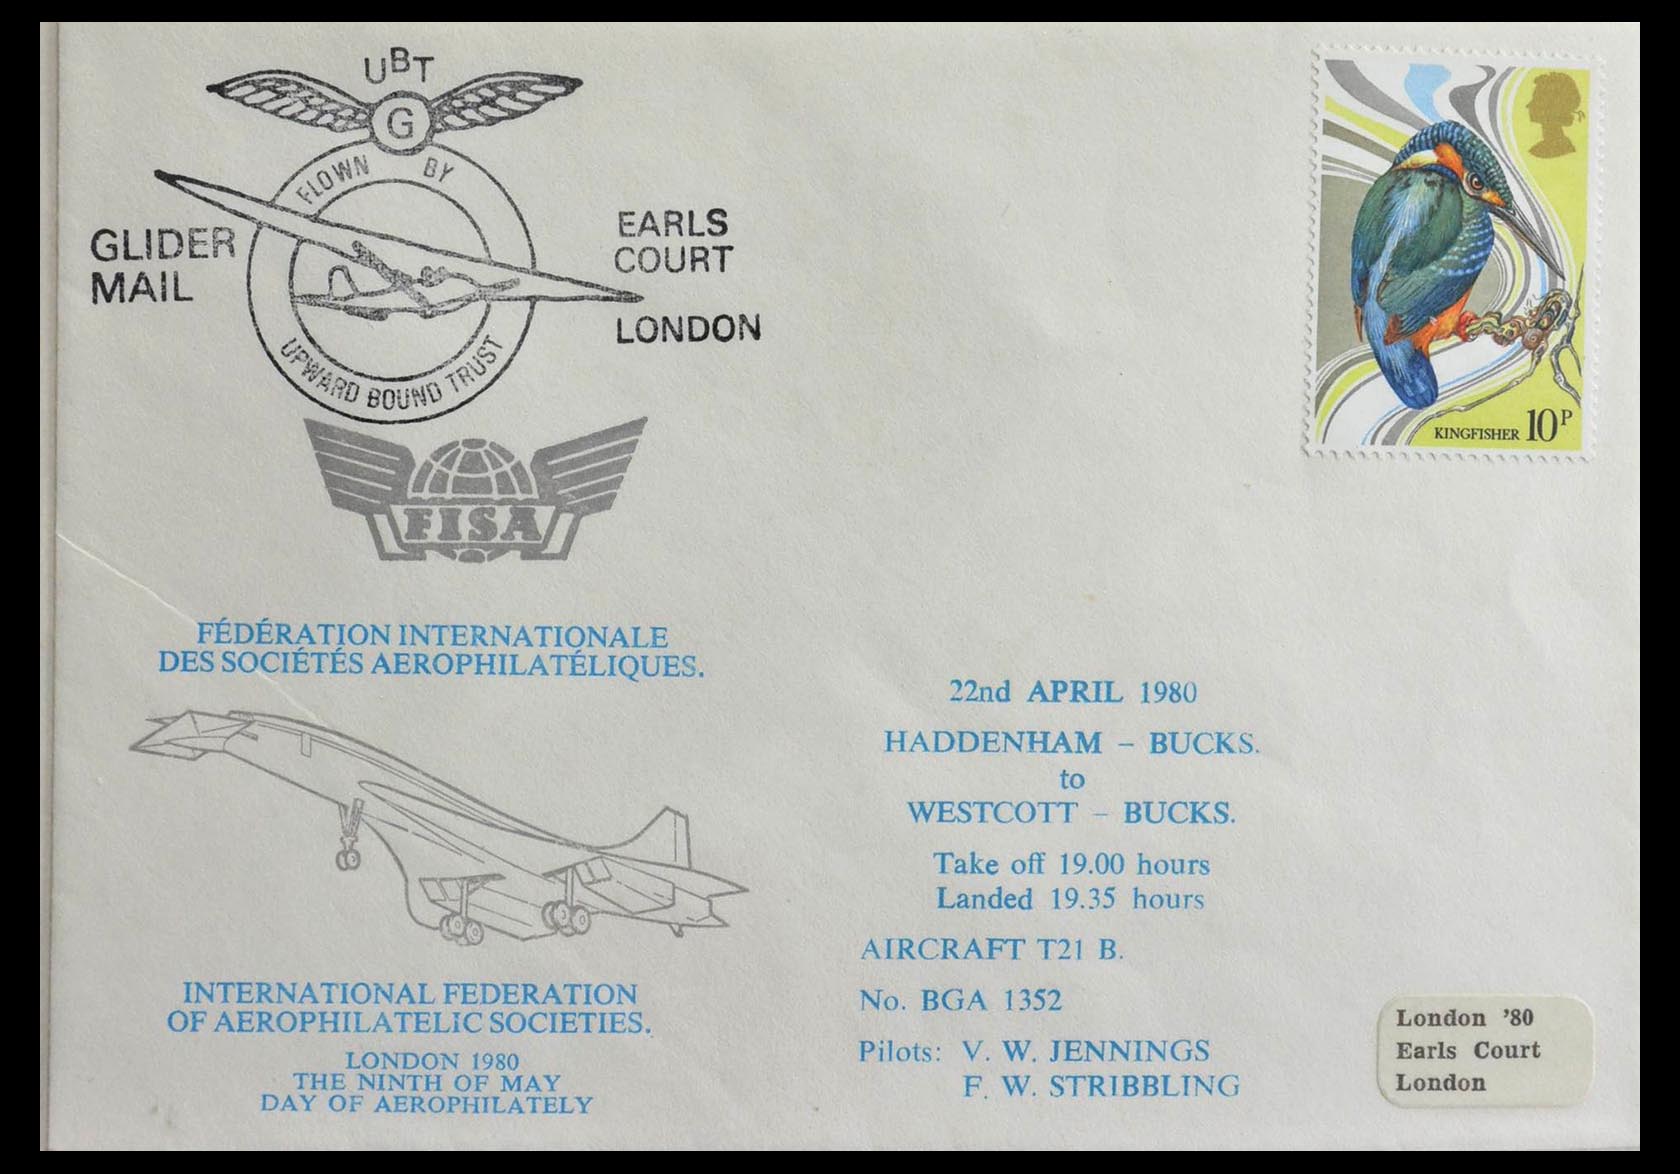 UBT
G
FLOWN BY
GLIDER
MAIL
EARLS
COURT
LONDON
UPWARD BOUND TRUST
KINGFISHER 10P
FISA
FÉDÉRATION INTERNATIONALE
DES SOCIÉTÉS AEROPHILATÉLIQUES.
INTERNATIONAL FEDERATION
OF AEROPHILATELIC SOCIETIES.
LONDON 1980
THE NINTH OF MAY
DAY OF AEROPHILATELY
22nd APRIL 1980
HADDENHAM – BUCKS.
to
WESTCOTT – BUCKS.
Take off 19.00 hours
Landed 19.35 hours
AIRCRAFT T21 B.
No. BGA 1352
Pilots: V. W. JENNINGS
F. W. STRIBBLING
London ’80
Earls Court
London